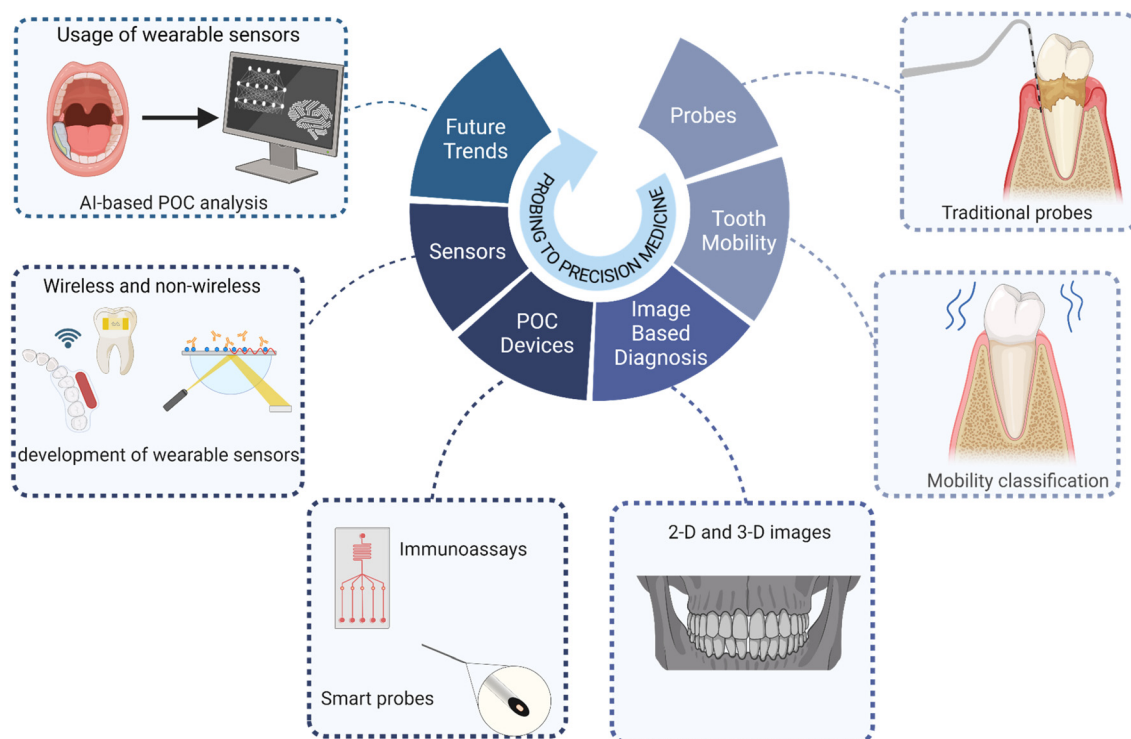 Usage of wearable sensors
AI-based POC analysis
Future
Trends
Sensors
POC
Devices
Image
Based
Diagnosis
Tooth
Mobility
Probes
PROBING TO PRECISION MEDICINE
Traditional probes
Mobility classification
Wireless and non-wireless
development of wearable sensors
Immunoassays
Smart probes
2-D and 3-D images